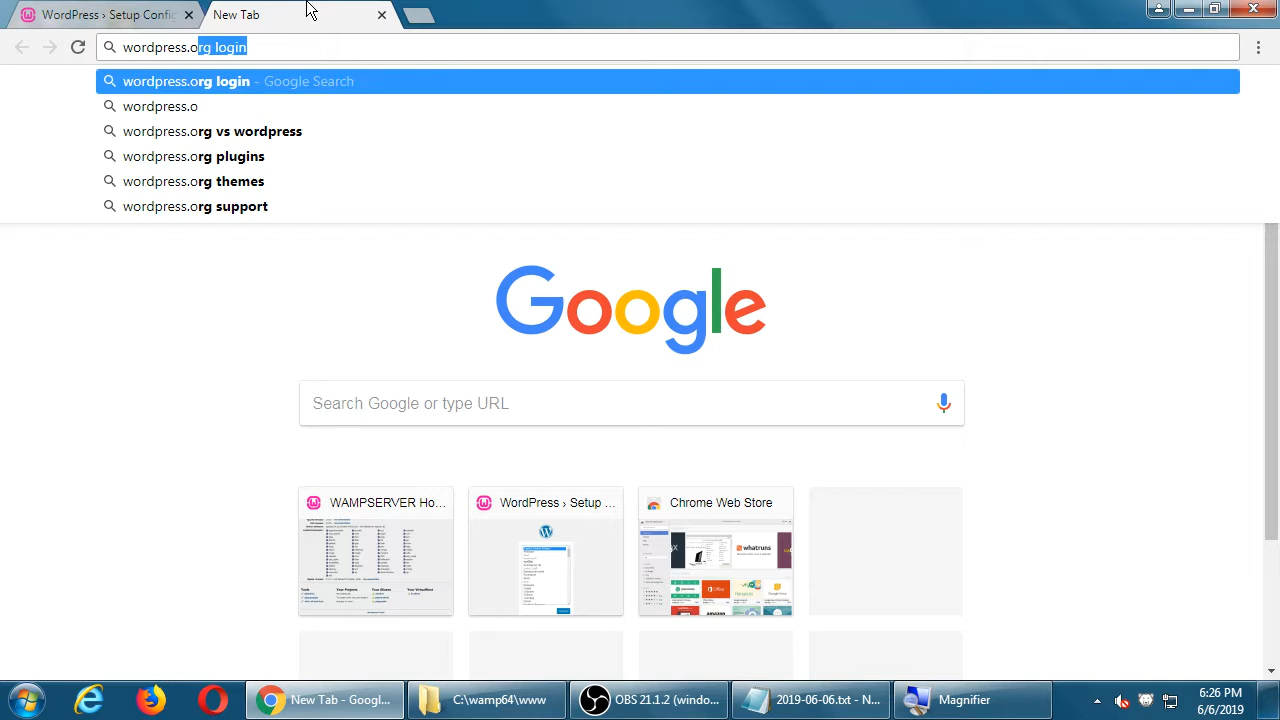 WordPress › Setup Config
New Tab
wordpress.org login
wordpress.org login - Google Search
wordpress.o
wordpress.org vs wordpress
wordpress.org plugins
wordpress.org themes
wordpress.org support
Google
Search Google or type URL
WAMPSERVER Ho...
WordPress › Setup ...
Chrome Web Store
whatruns
Office
amazon
New Tab - Googl...
C:\wamp64\www
OBS 21.1.2 (windo...
2019-06-06.txt - N...
Magnifier
6:26 PM
6/6/2019